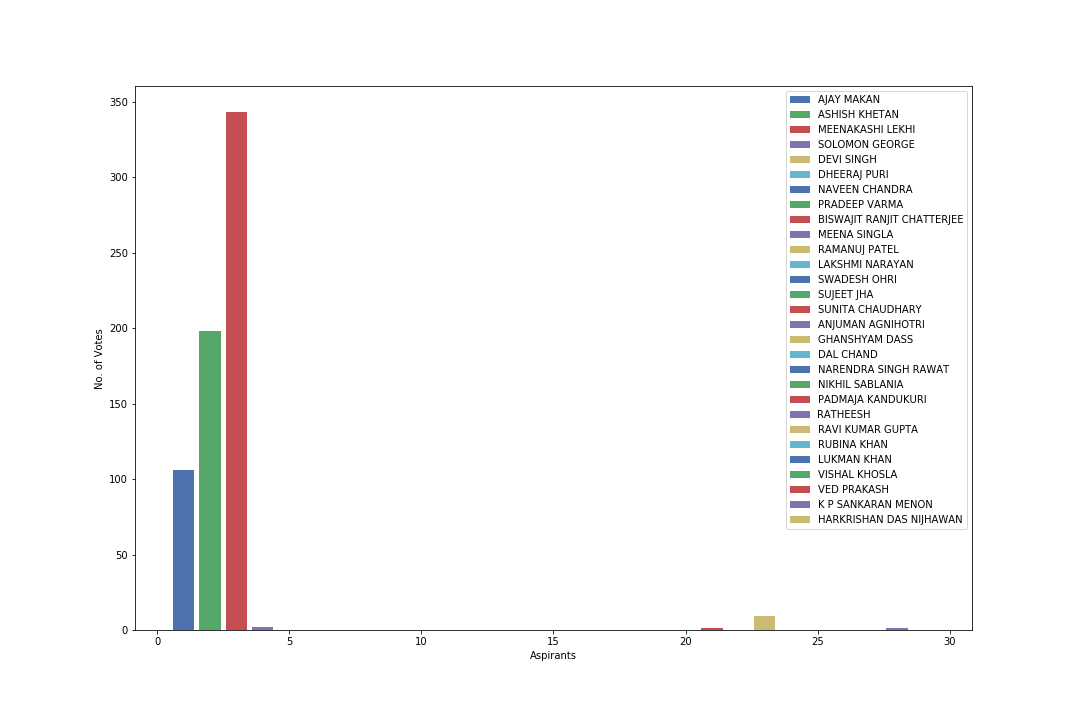 350
300
250
200
150
100
50
0
No. of Votes
0 5 10 15 20 25 30
Aspirants
AJAY MAKAN
ASHISH KHETAN
MEENAKASHI LEKHI
SOLOMON GEORGE
DEVI SINGH
DHEERAJ PURI
NAVEEN CHANDRA
PRADEEP VARMA
BISWAJIT RANJIT CHATTERJEE
MEENA SINGLA
RAMANUJ PATEL
LAKSHMI NARAYAN
SWADESH OHRI
SUJEET JHA
SUNITA CHAUDHARY
ANJUMAN AGNIHOTRI
GHANSHYAM DASS
DAL CHAND
NARENDRA SINGH RAWAT
NIKHIL SABLANIA
PADMAJA KANDUKURI
RATHEESH
RAVI KUMAR GUPTA
RUBINA KHAN
LUKMAN KHAN
VISHAL KHOSLA
VED PRAKASH
K P SANKARAN MENON
HARKRISHAN DAS NIJHAWAN